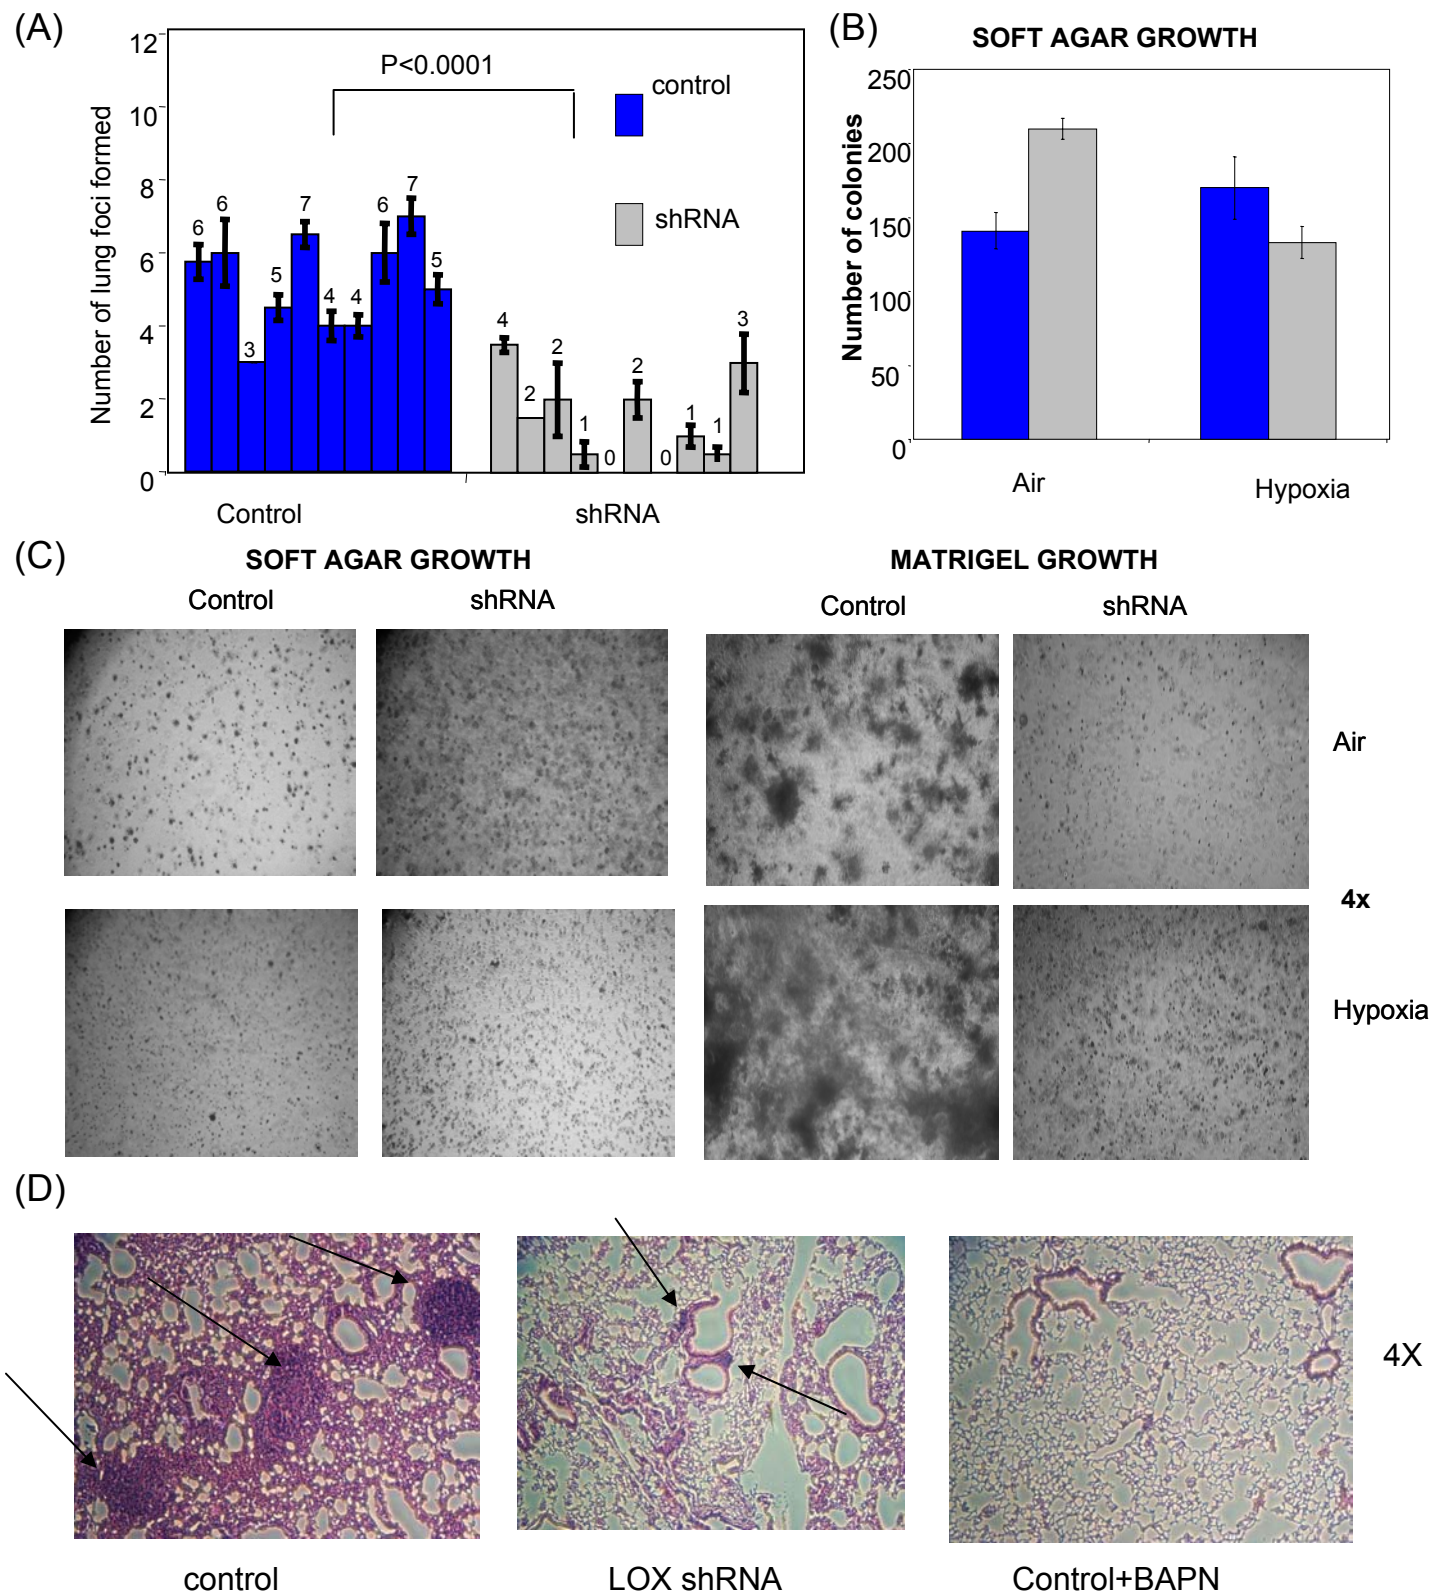 (A)
12
10
8
6
4
2
0
Number of lung foci formed
P<0.0001
control
shRNA
6
6
3
5
7
4
4
6
7
5
4
2
2
1
0
2
0
1
1
3
Control
shRNA
(B)
SOFT AGAR GROWTH
250
200
150
100
50
0
Number of colonies
Air
Hypoxia
(C)
SOFT AGAR GROWTH
Control
shRNA
MATRIGEL GROWTH
Control
shRNA
Air
4x
Hypoxia
(D)
4X
control
LOX shRNA
Control+BAPN